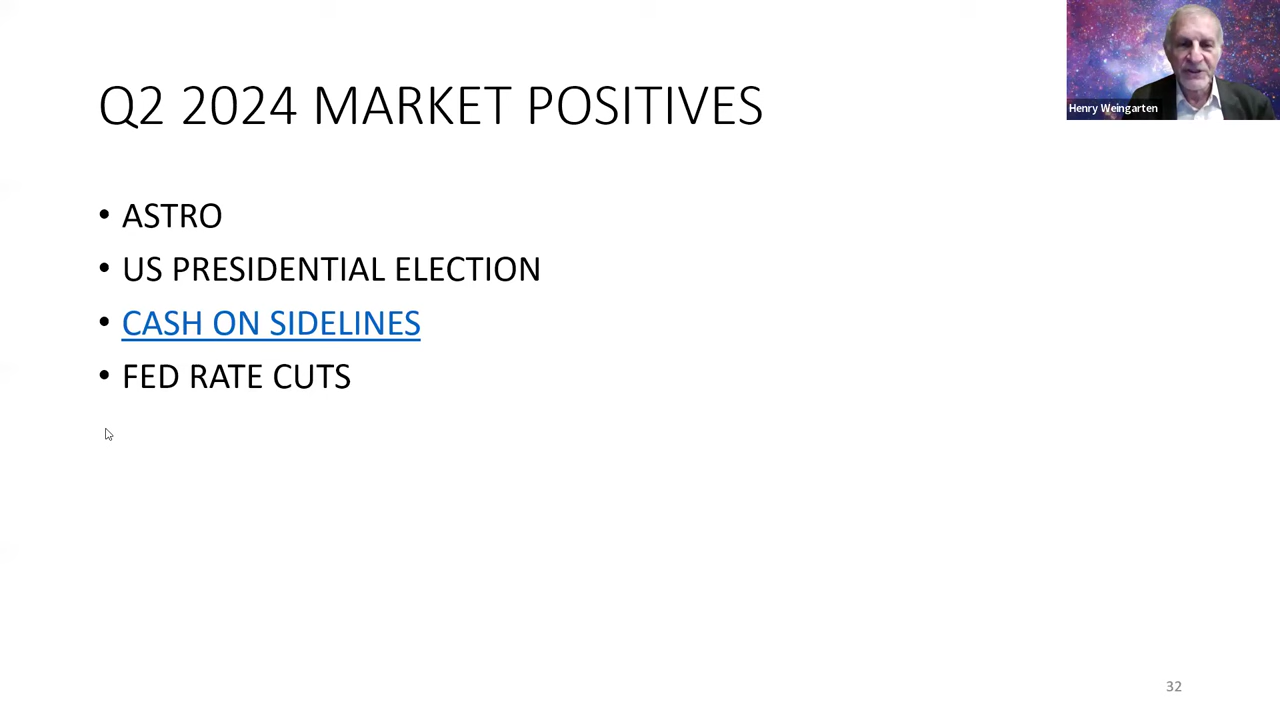 Henry Weingarten
Q2 2024 MARKET POSITIVES
• ASTRO
• US PRESIDENTIAL ELECTION
• CASH ON SIDELINES
• FED RATE CUTS
32